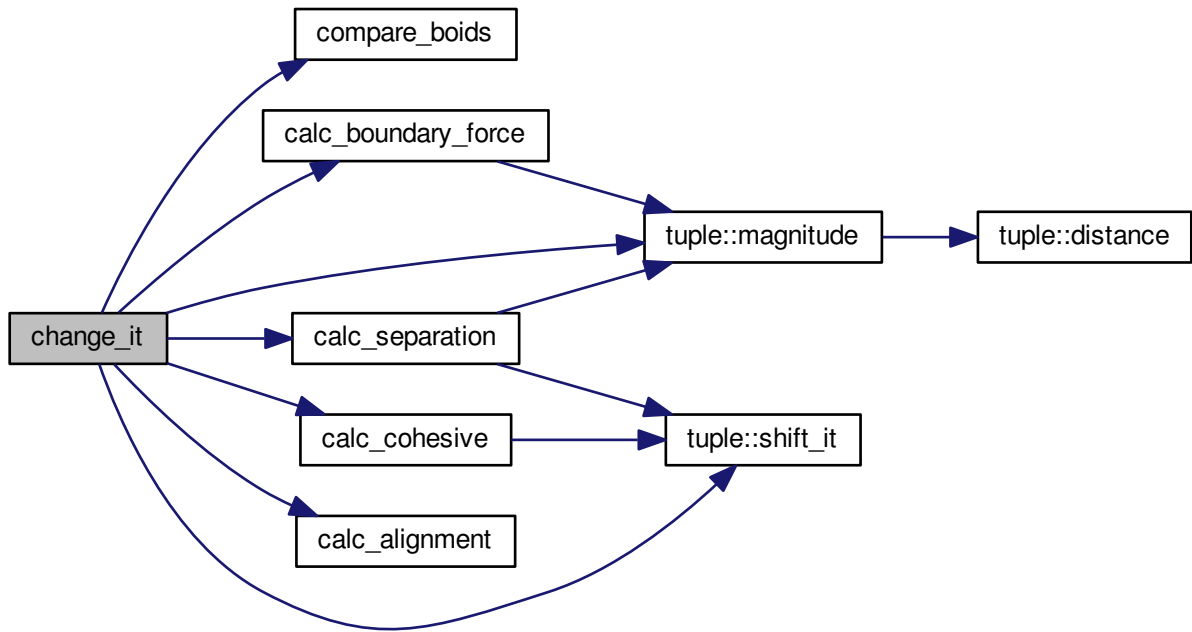 compare_boids
calc_boundary_force
tuple::magnitude
tuple::distance
change_it
calc_separation
calc_cohesive
tuple::shift_it
calc_alignment